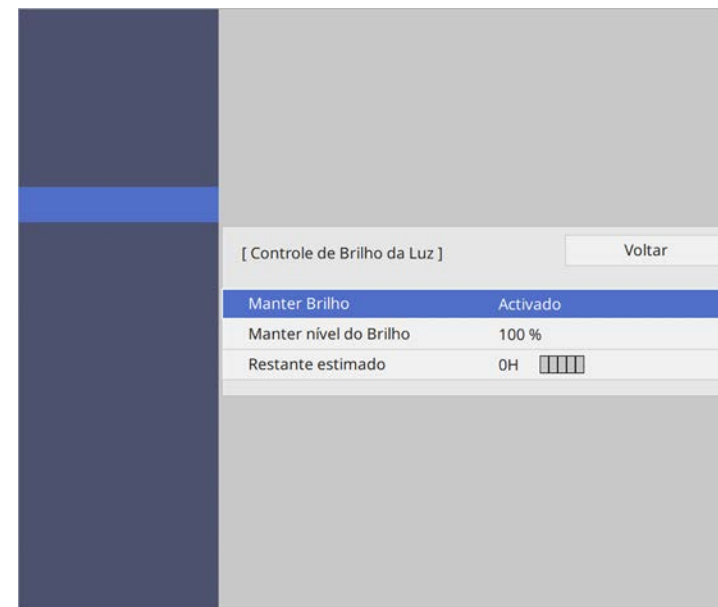 [ Controle de Brilho da Luz ] Voltar
Manter Brilho Activado
Manter nível do Brilho 100 %
Restante estimado 0H